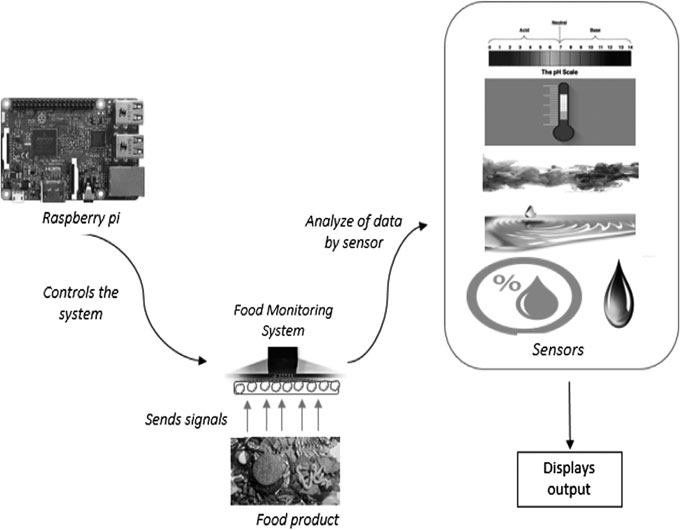 Neutral
Acid Base
0 1 2 3 4 5 6 7 8 9 10 11 12 13 14
The pH Scale
Raspberry pi
Analyze of data
by sensor
%
Controls the
system
Food Monitoring
System
Sensors
Sends signals
Displays
output
Food product